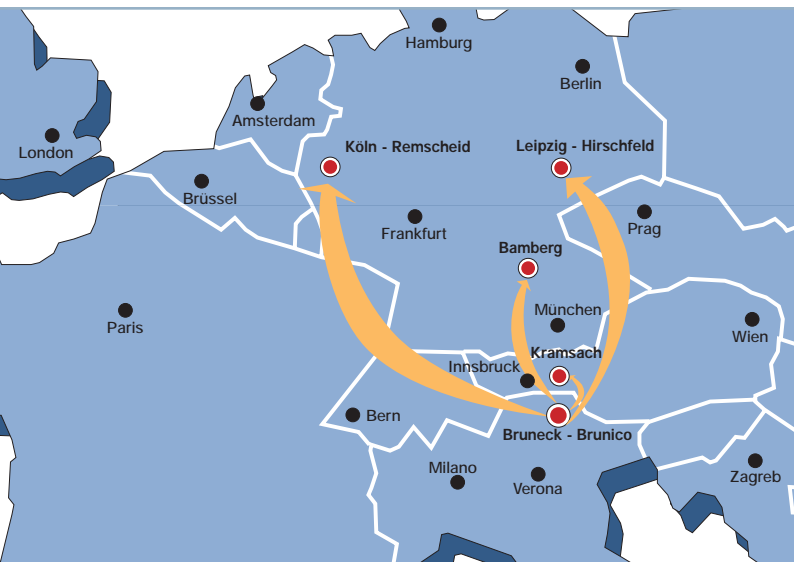 Hamburg
Berlin
Amsterdam
London
Köln - Remscheid
Leipzig - Hirschfeld
Brüssel
Frankfurt
Prag
Bamberg
München
Paris
Wien
Kramsach
Innsbruck
Bern
Bruneck - Brunico
Milano
Verona
Zagreb